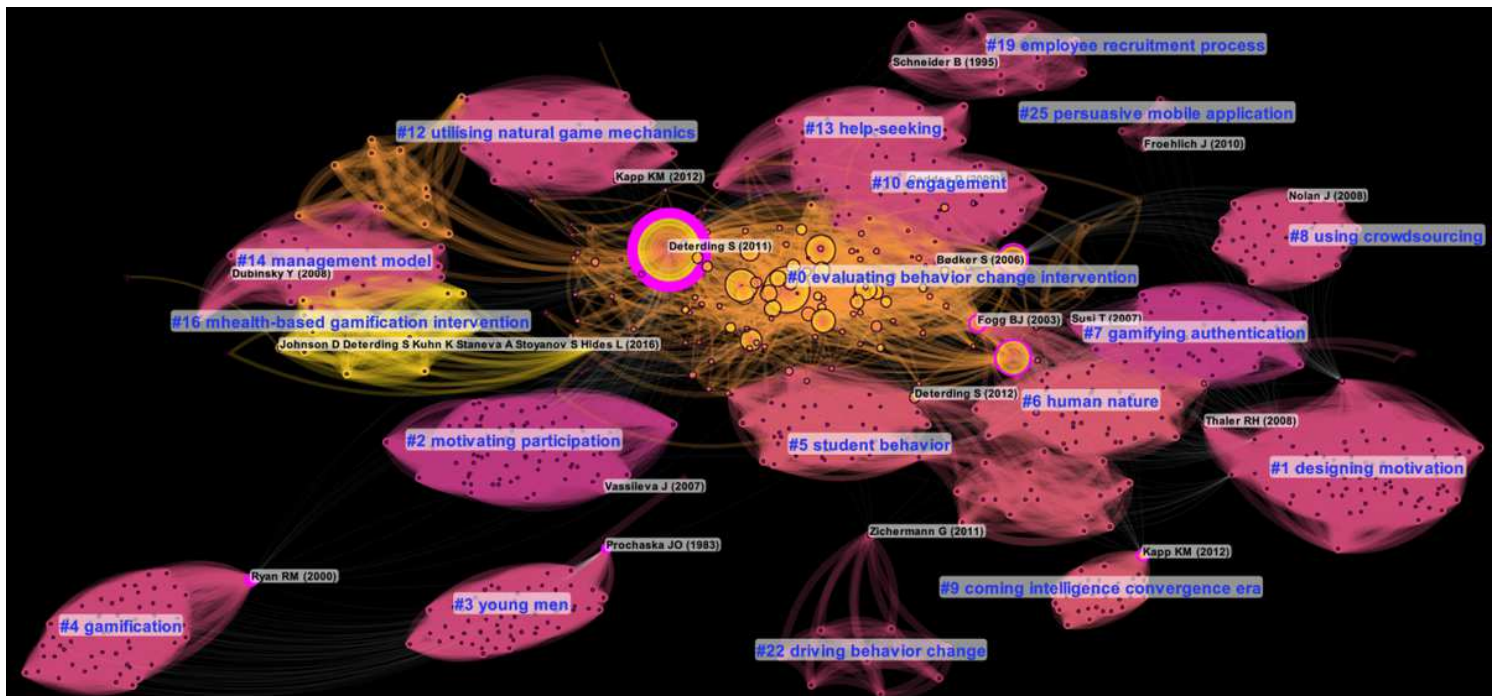 #19 employee recruitment process
Schneider B (1995)
#25 persuasive mobile application
#12 utilising natural game mechanics
#13 help-seeking
Froehlich J (2010)
Kapp KM (2012)
#10 engagement
Nolan J (2008)
#8 using crowdsourcing
Deterding S (2011)
#14 management model
Bødker S (2006)
Dubinsky Y (2008)
#0 evaluating behavior change intervention
#16 mhealth-based gamification intervention
Fogg BJ (2003)
Susi T (2007)
#7 gamifying authentication
Johnson D Deterding S Kuhn K Staneva A Stoyanov S Hides L (2016)
Deterding S (2012)
#6 human nature
Thaler RH (2008)
#2 motivating participation
#5 student behavior
#1 designing motivation
Vassileva J (2007)
Zichermann G (2011)
Prochaska JO (1983)
Kapp KM (2012)
Ryan RM (2000)
#9 coming intelligence convergence era
#3 young men
#4 gamification
#22 driving behavior change